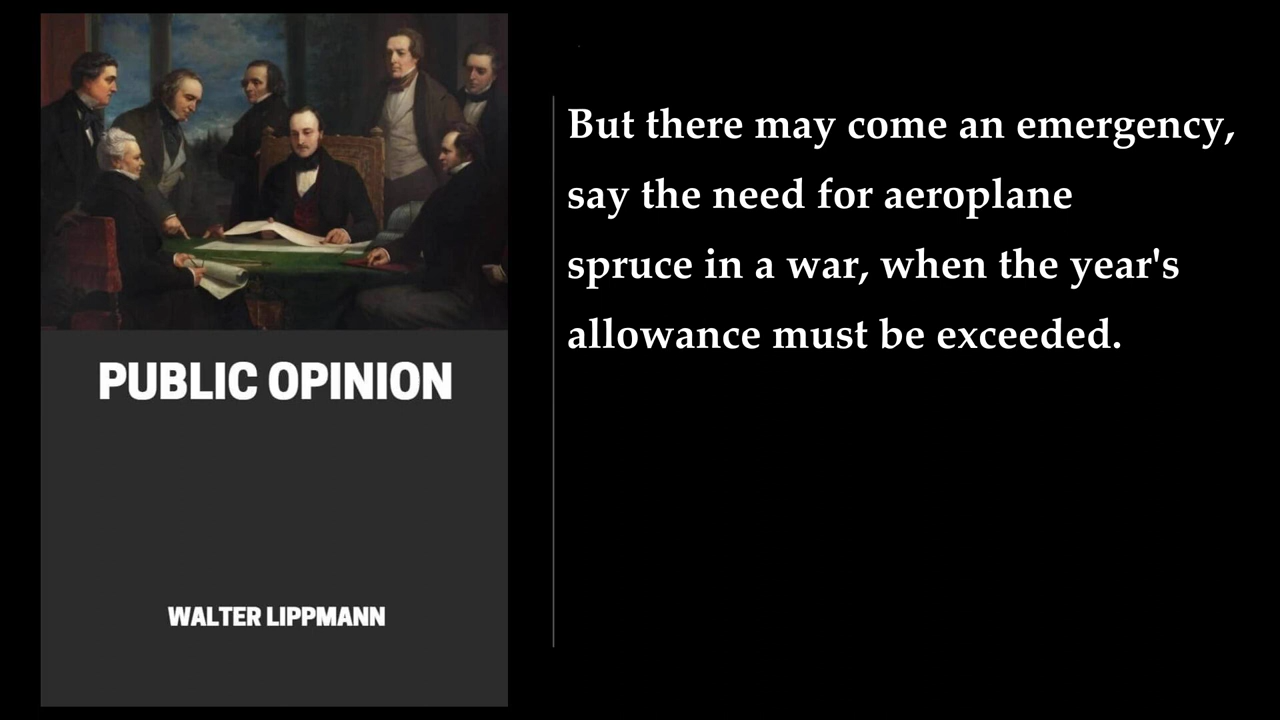 PUBLIC OPINION
WALTER LIPPMANN
But there may come an emergency,
say the need for aeroplane
spruce in a war, when the year's
allowance must be exceeded.